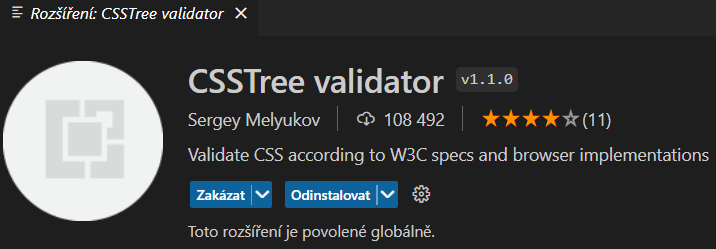 Rozšíření: CSSTree validator
CSSTree validator v1.1.0
Sergey Melyukov 108 492 (11)
Validate CSS according to W3C specs and browser implementations
Zakázat Odinstalovat
Toto rozšíření je povolené globálně.